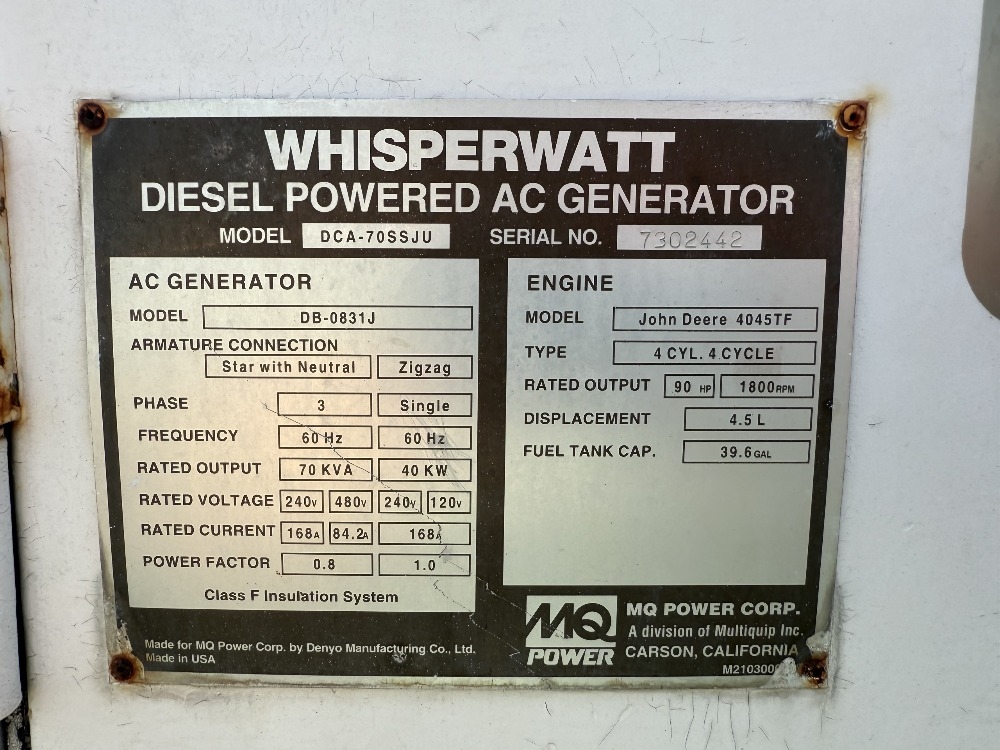 WHISPERWATT
DIESEL POWERED AC GENERATOR
MODEL DCA-70SSJU SERIAL NO. 7302442
AC GENERATOR
MODEL DB-0831J
ARMATURE CONNECTION
Star with Neutral Zigzag
PHASE 3 Single
FREQUENCY 60 Hz 60 Hz
RATED OUTPUT 70 KVA 40 KW
RATED VOLTAGE 240V 480V 240V 120V
RATED CURRENT 168A 84.2A 168A
POWER FACTOR 0.8 1.0
Class F Insulation System
ENGINE
MODEL John Deere 4045TF
TYPE 4 CYL. 4 CYCLE
RATED OUTPUT 90 HP 1800RPM
DISPLACEMENT 4.5 L
FUEL TANK CAP. 39.6GAL
Made for MQ Power Corp. by Denyo Manufacturing Co., Ltd.
Made in USA
MQ
POWER
MQ POWER CORP.
A division of Multiquip Inc.
CARSON, CALIFORNIA